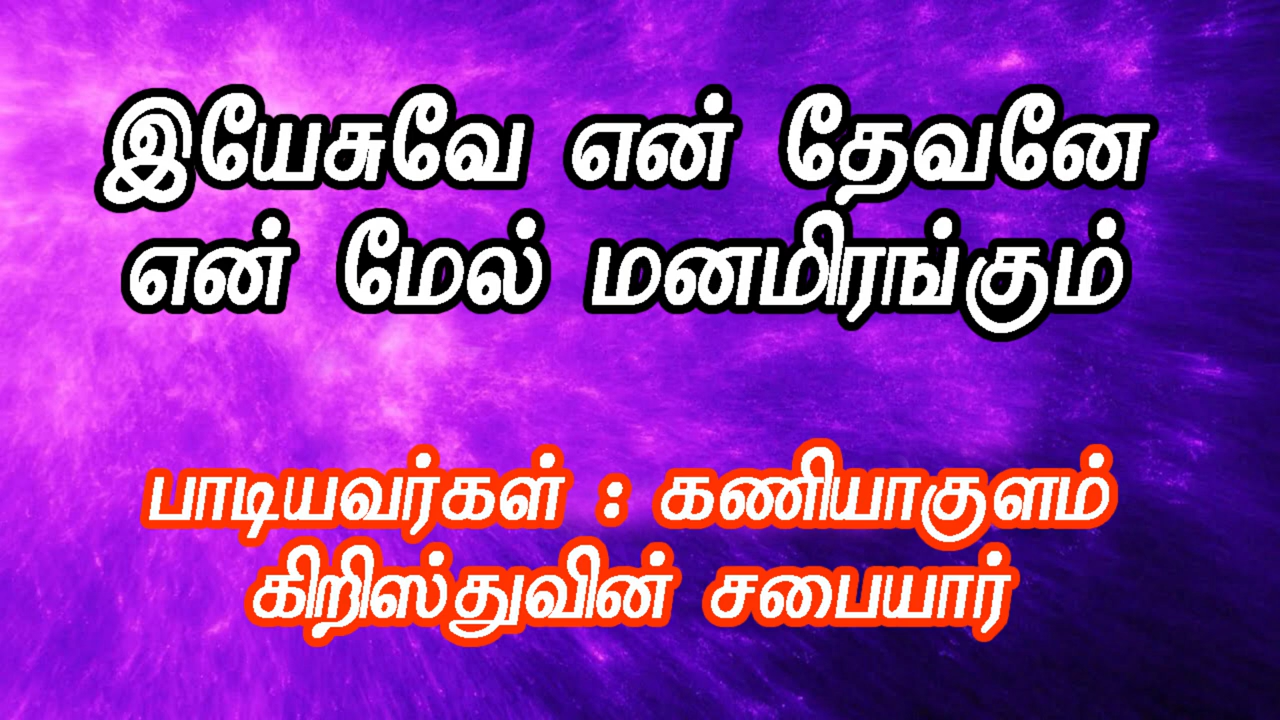 இயேசுவே என் தேவனே
என் மேல் மனமிரங்கும்
பாடியவர்கள் : கணியாகுளம்
கிறிஸ்துவின் சபையார்